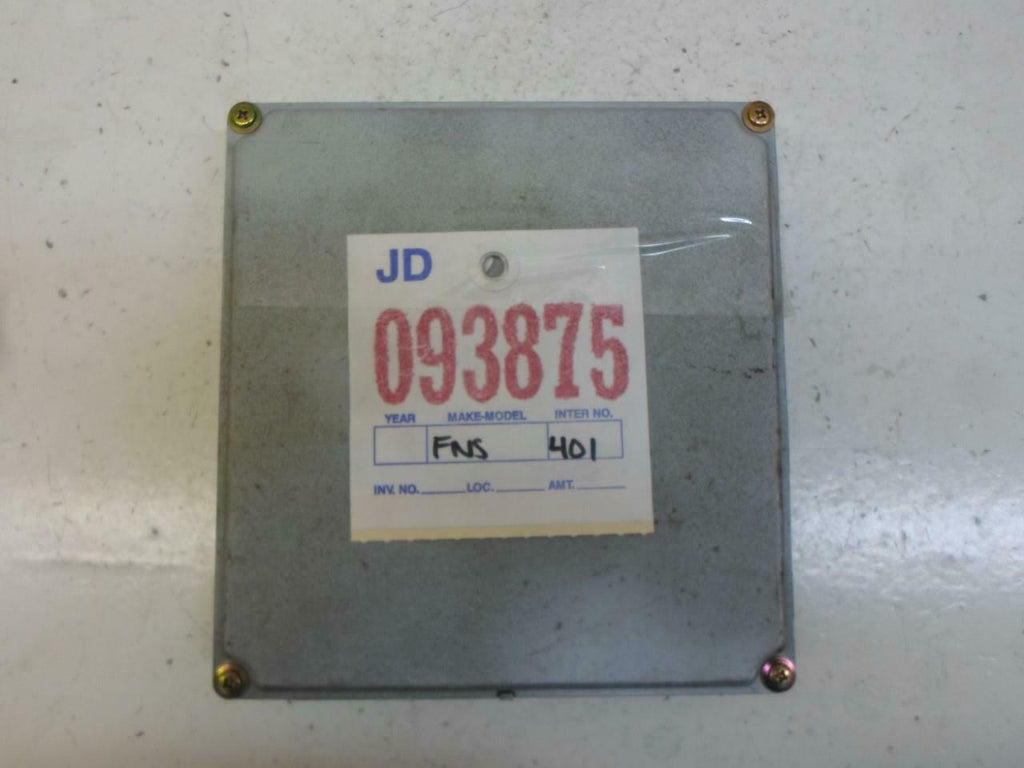 JD
093875
YEAR MAKE-MODEL INTER NO.
FNS 401
INV. NO. LOC. AMT.